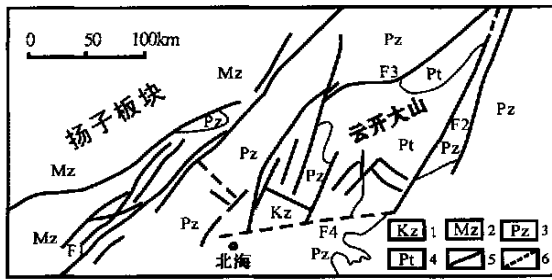 0 50 100km
Pz
Mz
F3
Pt
扬子板块
云开大山
Pz
F2
Pz
Pz
Pz
Mz
Pt
Pz
Pz
Kz
Mz
F1
Pz
F4
北海
Pz
Kz 1 Mz 2 Pz 3
Pt 4 5 6